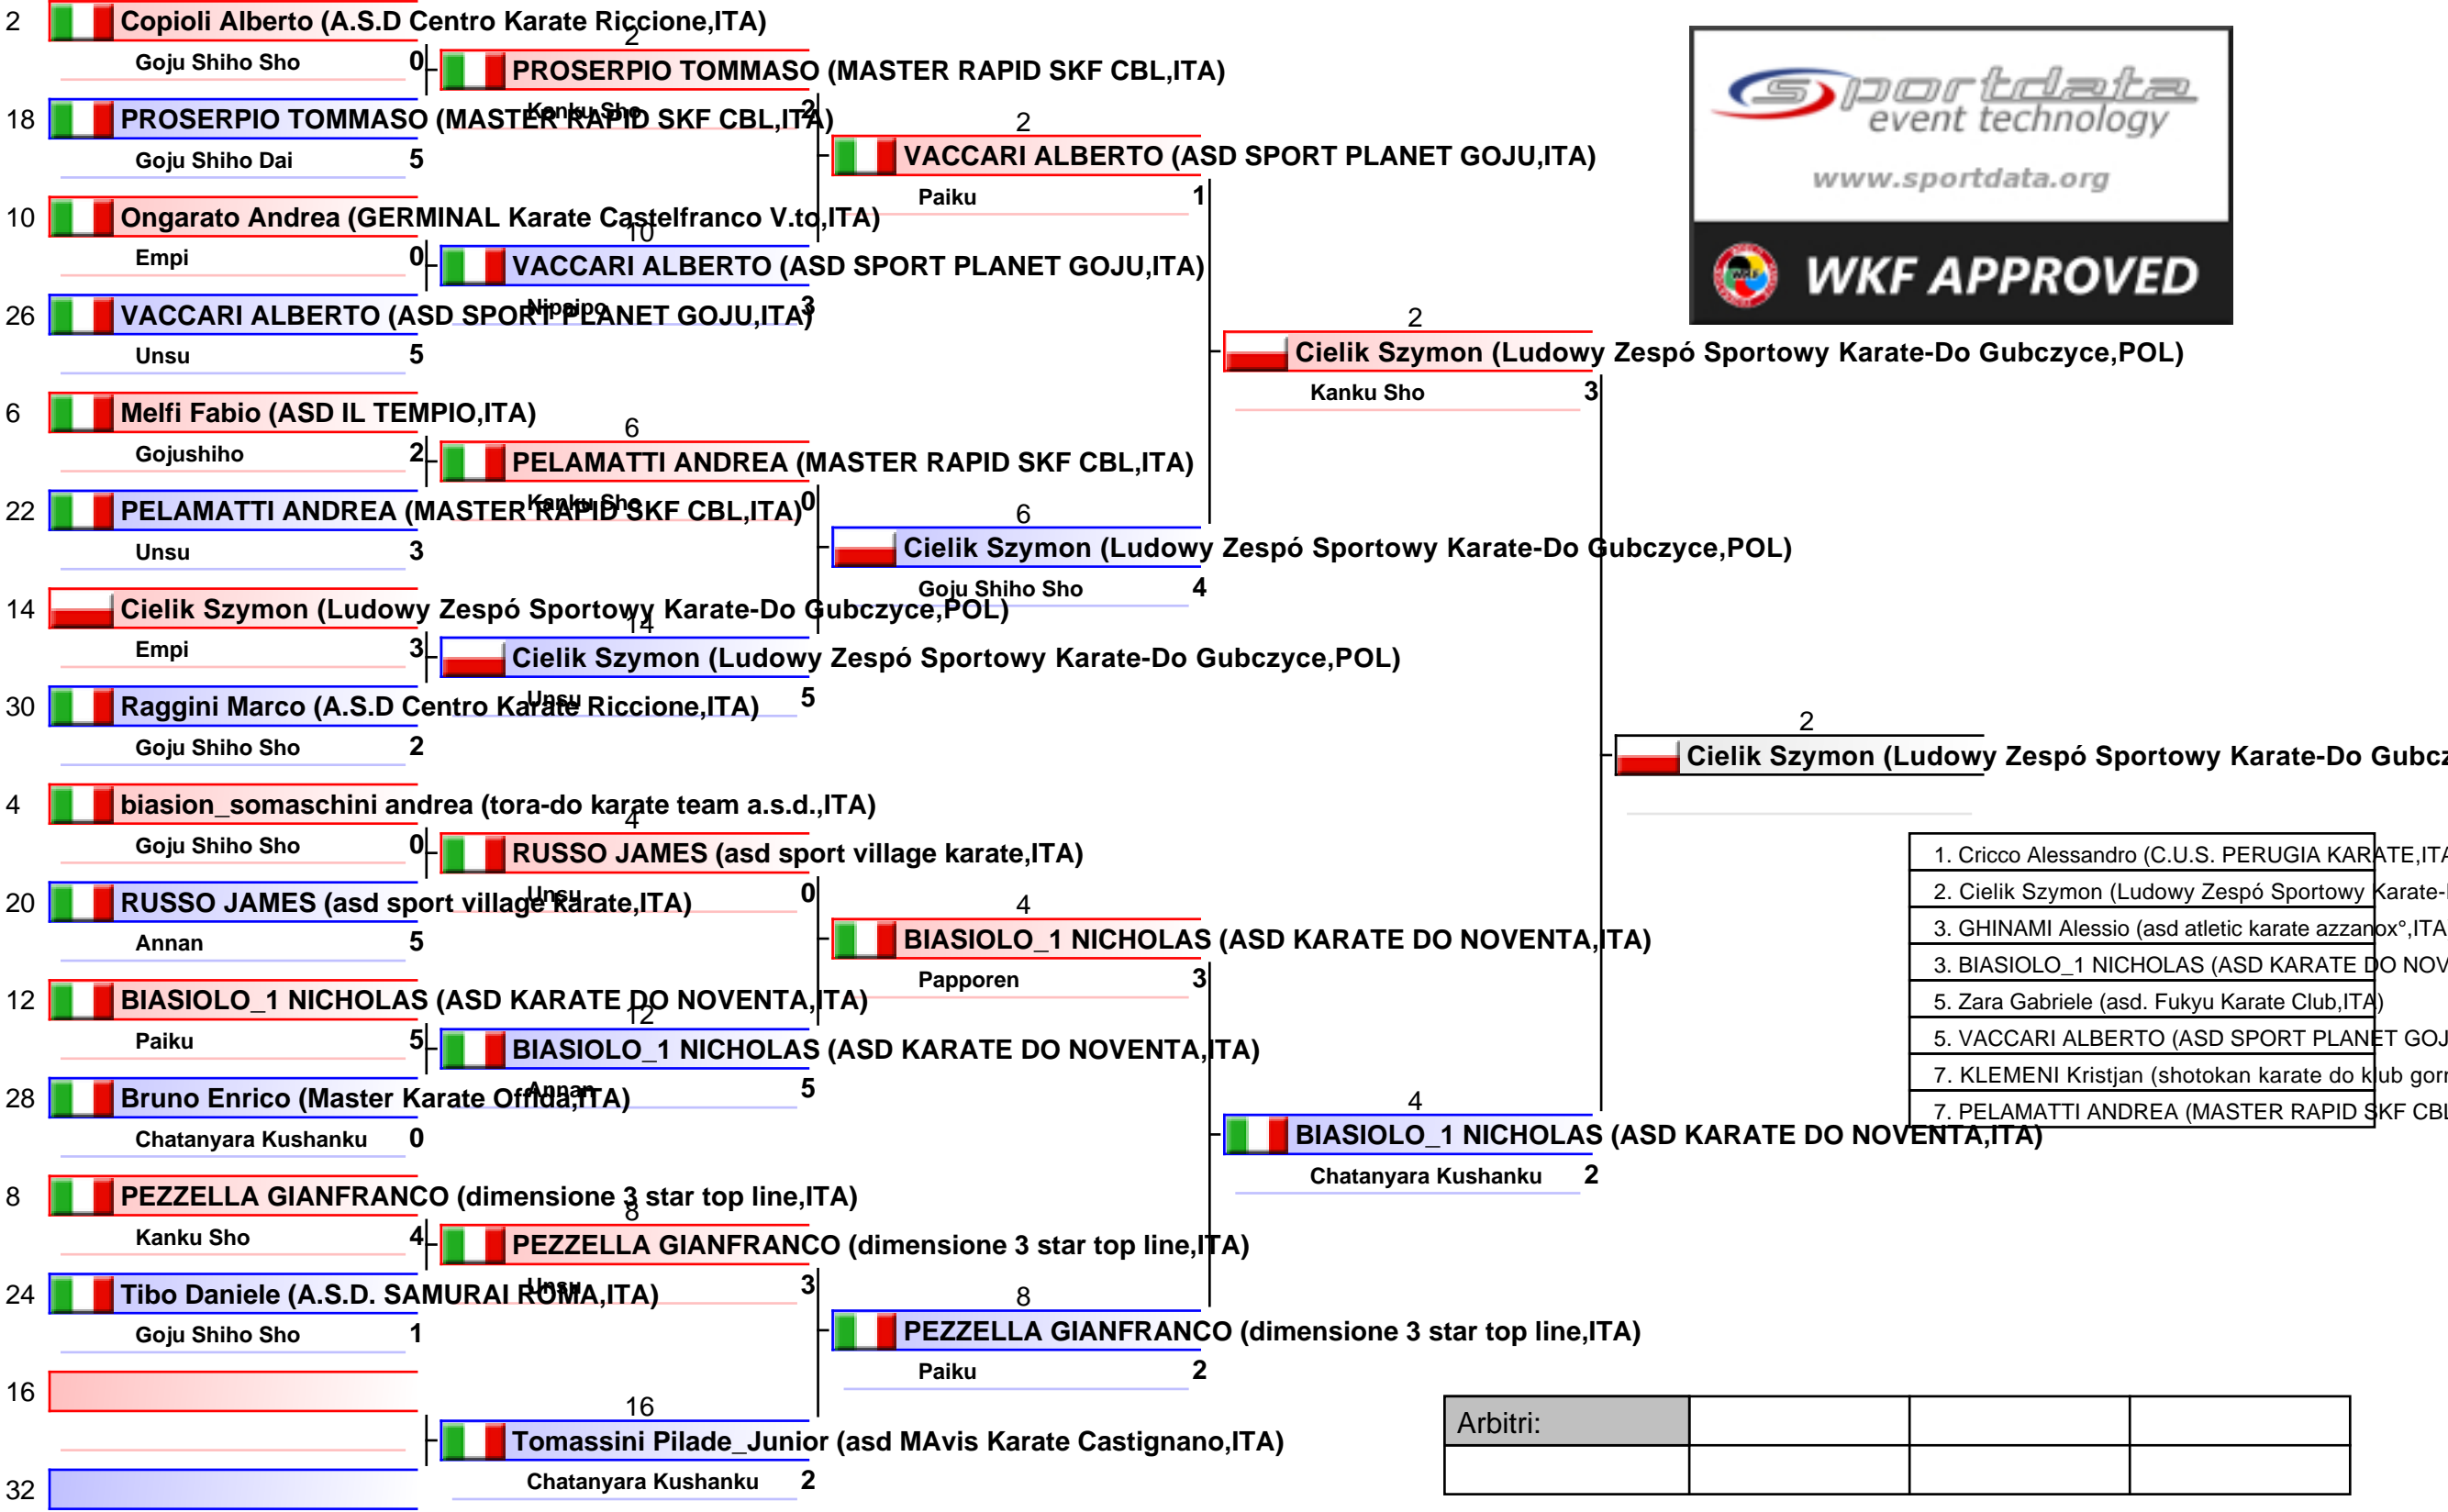 2 Copioli Alberto (A.S.D Centro Karate Riccione,ITA)
Goju Shiho Sho 0
18 PROSERPIO TOMMASO (MASTER RAPID SKF CBL,ITA)
Goju Shiho Dai 5
10 Ongarato Andrea (GERMINAL Karate Castelfranco V.to,ITA)
Empi 0
26 VACCARI ALBERTO (ASD SPORT PLANET GOJU,ITA)
Unsu 5
6 Melfi Fabio (ASD IL TEMPIO,ITA)
Gojushiho 2
22 PELAMATTI ANDREA (MASTER RAPID SKF CBL,ITA)
Unsu 3
14 Cielik Szymon (Ludowy Zespó Sportowy Karate-Do Gubczyce,POL)
Empi 3
30 Raggini Marco (A.S.D Centro Karate Riccione,ITA)
Goju Shiho Sho 2
4 biasion_somaschini andrea (tora-do karate team a.s.d.,ITA)
Goju Shiho Sho 0
20 RUSSO JAMES (asd sport village karate,ITA)
Annan 5
12 BIASIOLO_1 NICHOLAS (ASD KARATE DO NOVENTA,ITA)
Paiku 5
28 Bruno Enrico (Master Karate Offida,ITA)
Chatanyara Kushanku 0
8 PEZZELLA GIANFRANCO (dimensione 3 star top line,ITA)
Kanku Sho 4
24 Tibo Daniele (A.S.D. SAMURAI ROMA,ITA)
Goju Shiho Sho 1
16
32
2
PROSERPIO TOMMASO (MASTER RAPID SKF CBL,ITA)
Kanku Sho 2
10
VACCARI ALBERTO (ASD SPORT PLANET GOJU,ITA)
Nipaipo 3
6
PELAMATTI ANDREA (MASTER RAPID SKF CBL,ITA)
Kanku Sho 0
14
Cielik Szymon (Ludowy Zespó Sportowy Karate-Do Gubczyce,POL)
Unsu 5
4
RUSSO JAMES (asd sport village karate,ITA)
Unsu 0
12
BIASIOLO_1 NICHOLAS (ASD KARATE DO NOVENTA,ITA)
Annan 5
8
PEZZELLA GIANFRANCO (dimensione 3 star top line,ITA)
Unsu 3
16
Tomassini Pilade_Junior (asd MAvis Karate Castignano,ITA)
Chatanyara Kushanku 2
2
VACCARI ALBERTO (ASD SPORT PLANET GOJU,ITA)
Paiku 1
6
Cielik Szymon (Ludowy Zespó Sportowy Karate-Do Gubczyce,POL)
Goju Shiho Sho 4
4
BIASIOLO_1 NICHOLAS (ASD KARATE DO NOVENTA,ITA)
Papporen 3
8
PEZZELLA GIANFRANCO (dimensione 3 star top line,ITA)
Paiku 2
2
Cielik Szymon (Ludowy Zespó Sportowy Karate-Do Gubczyce,POL)
Kanku Sho 3
4
BIASIOLO_1 NICHOLAS (ASD KARATE DO NOVENTA,ITA)
Chatanyara Kushanku 2
2
Cielik Szymon (Ludowy Zespó Sportowy Karate-Do Gubcz
sportdata
event technology
www.sportdata.org
WKF WKF APPROVED
1. Cricco Alessandro (C.U.S. PERUGIA KARATE,ITA
2. Cielik Szymon (Ludowy Zespó Sportowy Karate-
3. GHINAMI Alessio (asd atletic karate azzanox°,ITA
3. BIASIOLO_1 NICHOLAS (ASD KARATE DO NOV
5. Zara Gabriele (asd. Fukyu Karate Club,ITA)
5. VACCARI ALBERTO (ASD SPORT PLANET GOJ
7. KLEMENI Kristjan (shotokan karate do klub gor
7. PELAMATTI ANDREA (MASTER RAPID SKF CBL
Arbitri: